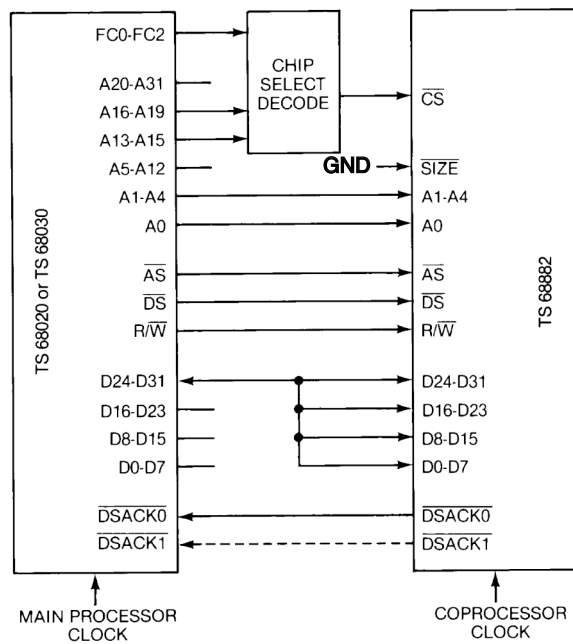 FC0-FC2
A20-A31
A16-A19
A13-A15
A5-A12
A1-A4
A0
AS
DS
R/W
D24-D31
D16-D23
D8-D15
D0-D7
DSACK0
DSACK1
TS 68020 or TS 68030
MAIN PROCESSOR
CLOCK
CHIP
SELECT
DECODE
GND
CS
SIZE
A1-A4
A0
AS
DS
R/W
D24-D31
D16-D23
D8-D15
D0-D7
DSACK0
DSACK1
TS 68882
COPROCESSOR
CLOCK